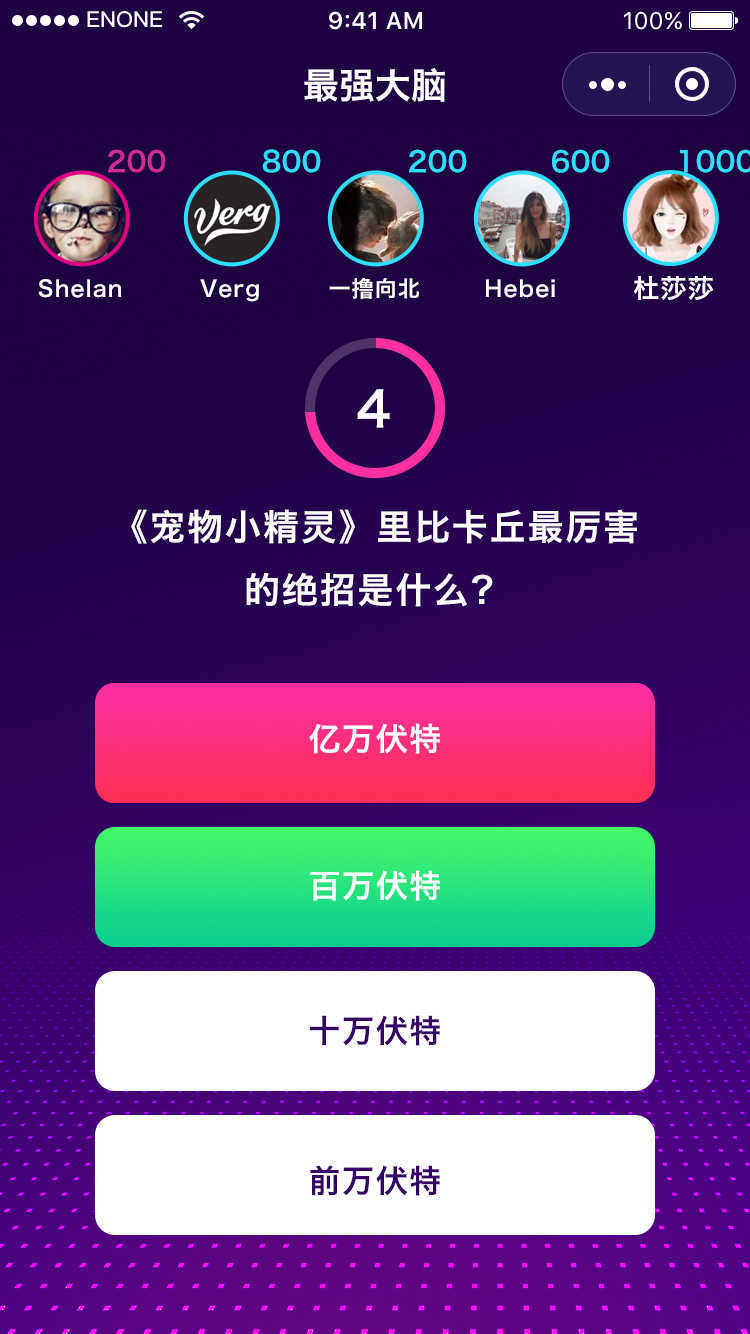 ENONE 9:41 AM 100%
最强大脑
200 800 200 600 1000
Verg
Shelan Verg 一撸向北 Hebei 杜莎莎
4
《宠物小精灵》里比卡丘最厉害
的绝招是什么?
亿万伏特
百万伏特
十万伏特
前万伏特